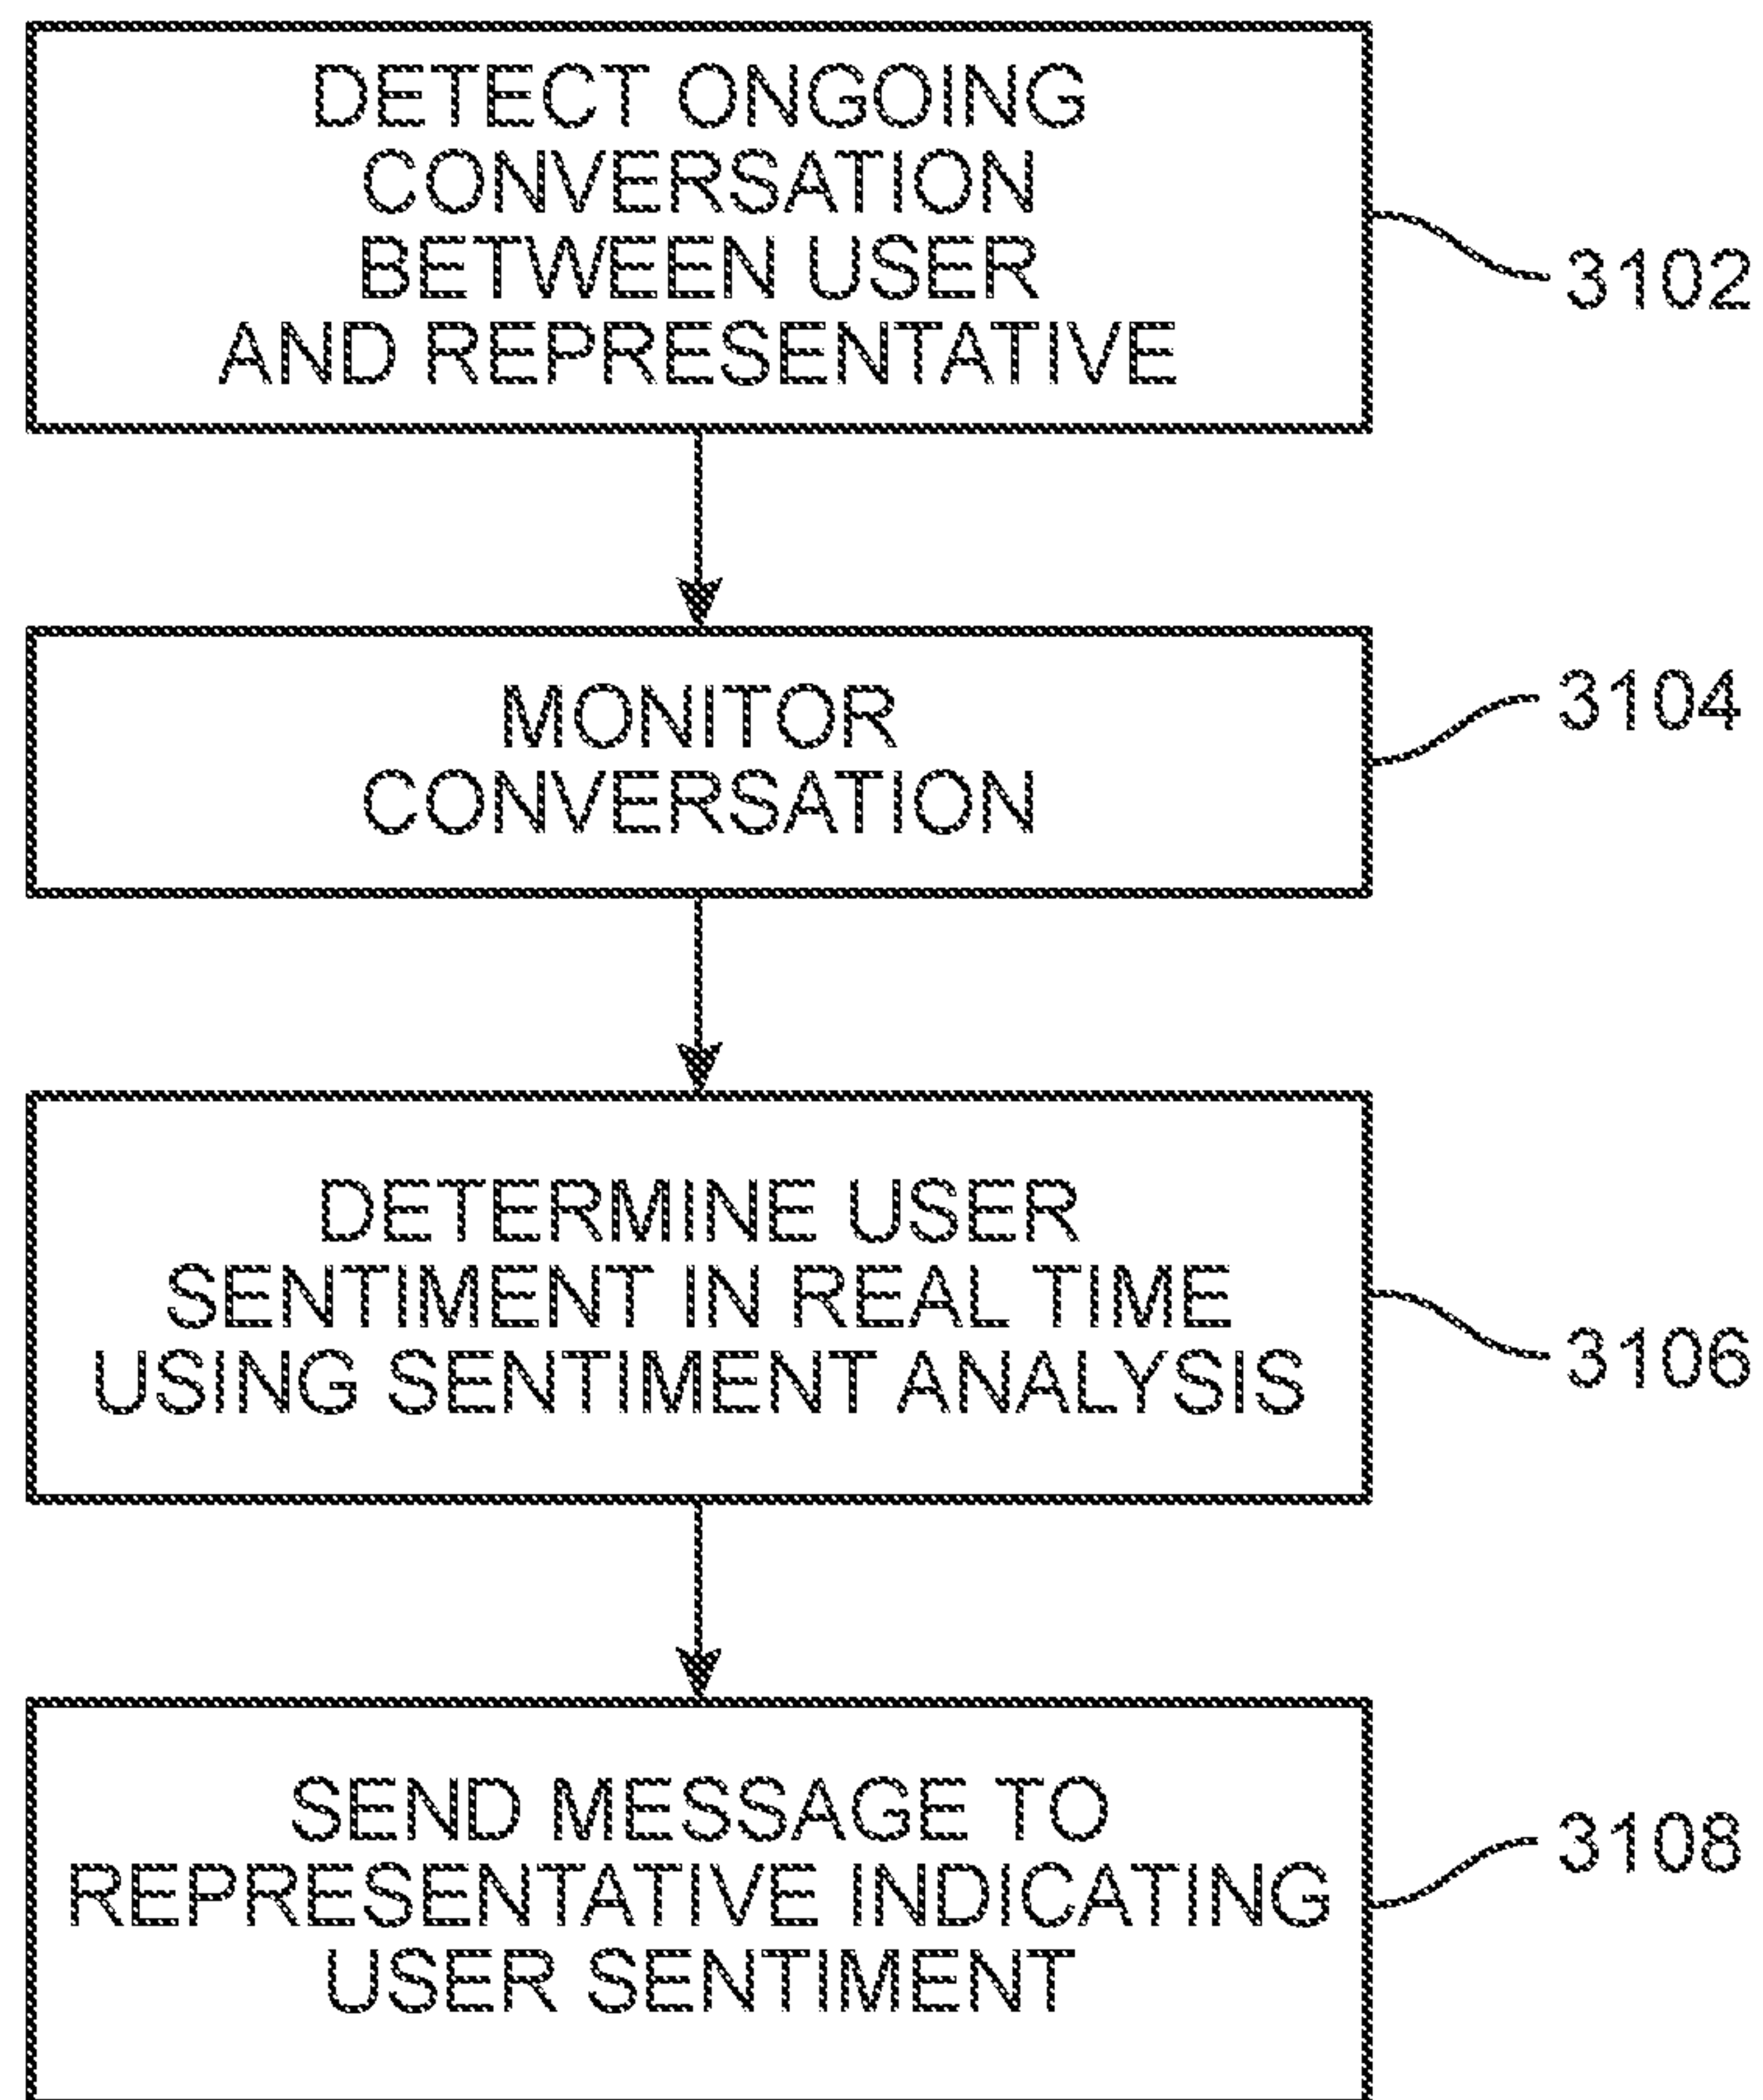 DETECT ONGOING
CONVERSATION
BETWEEN USER
AND REPRESENTATIVE
3102
MONITOR
CONVERSATION
3104
DETERMINE USER
SENTIMENT IN REAL TIME
USING SENTIMENT ANALYSIS
3106
SEND MESSAGE TO
REPRESENTATIVE INDICATING
USER SENTIMENT
3108